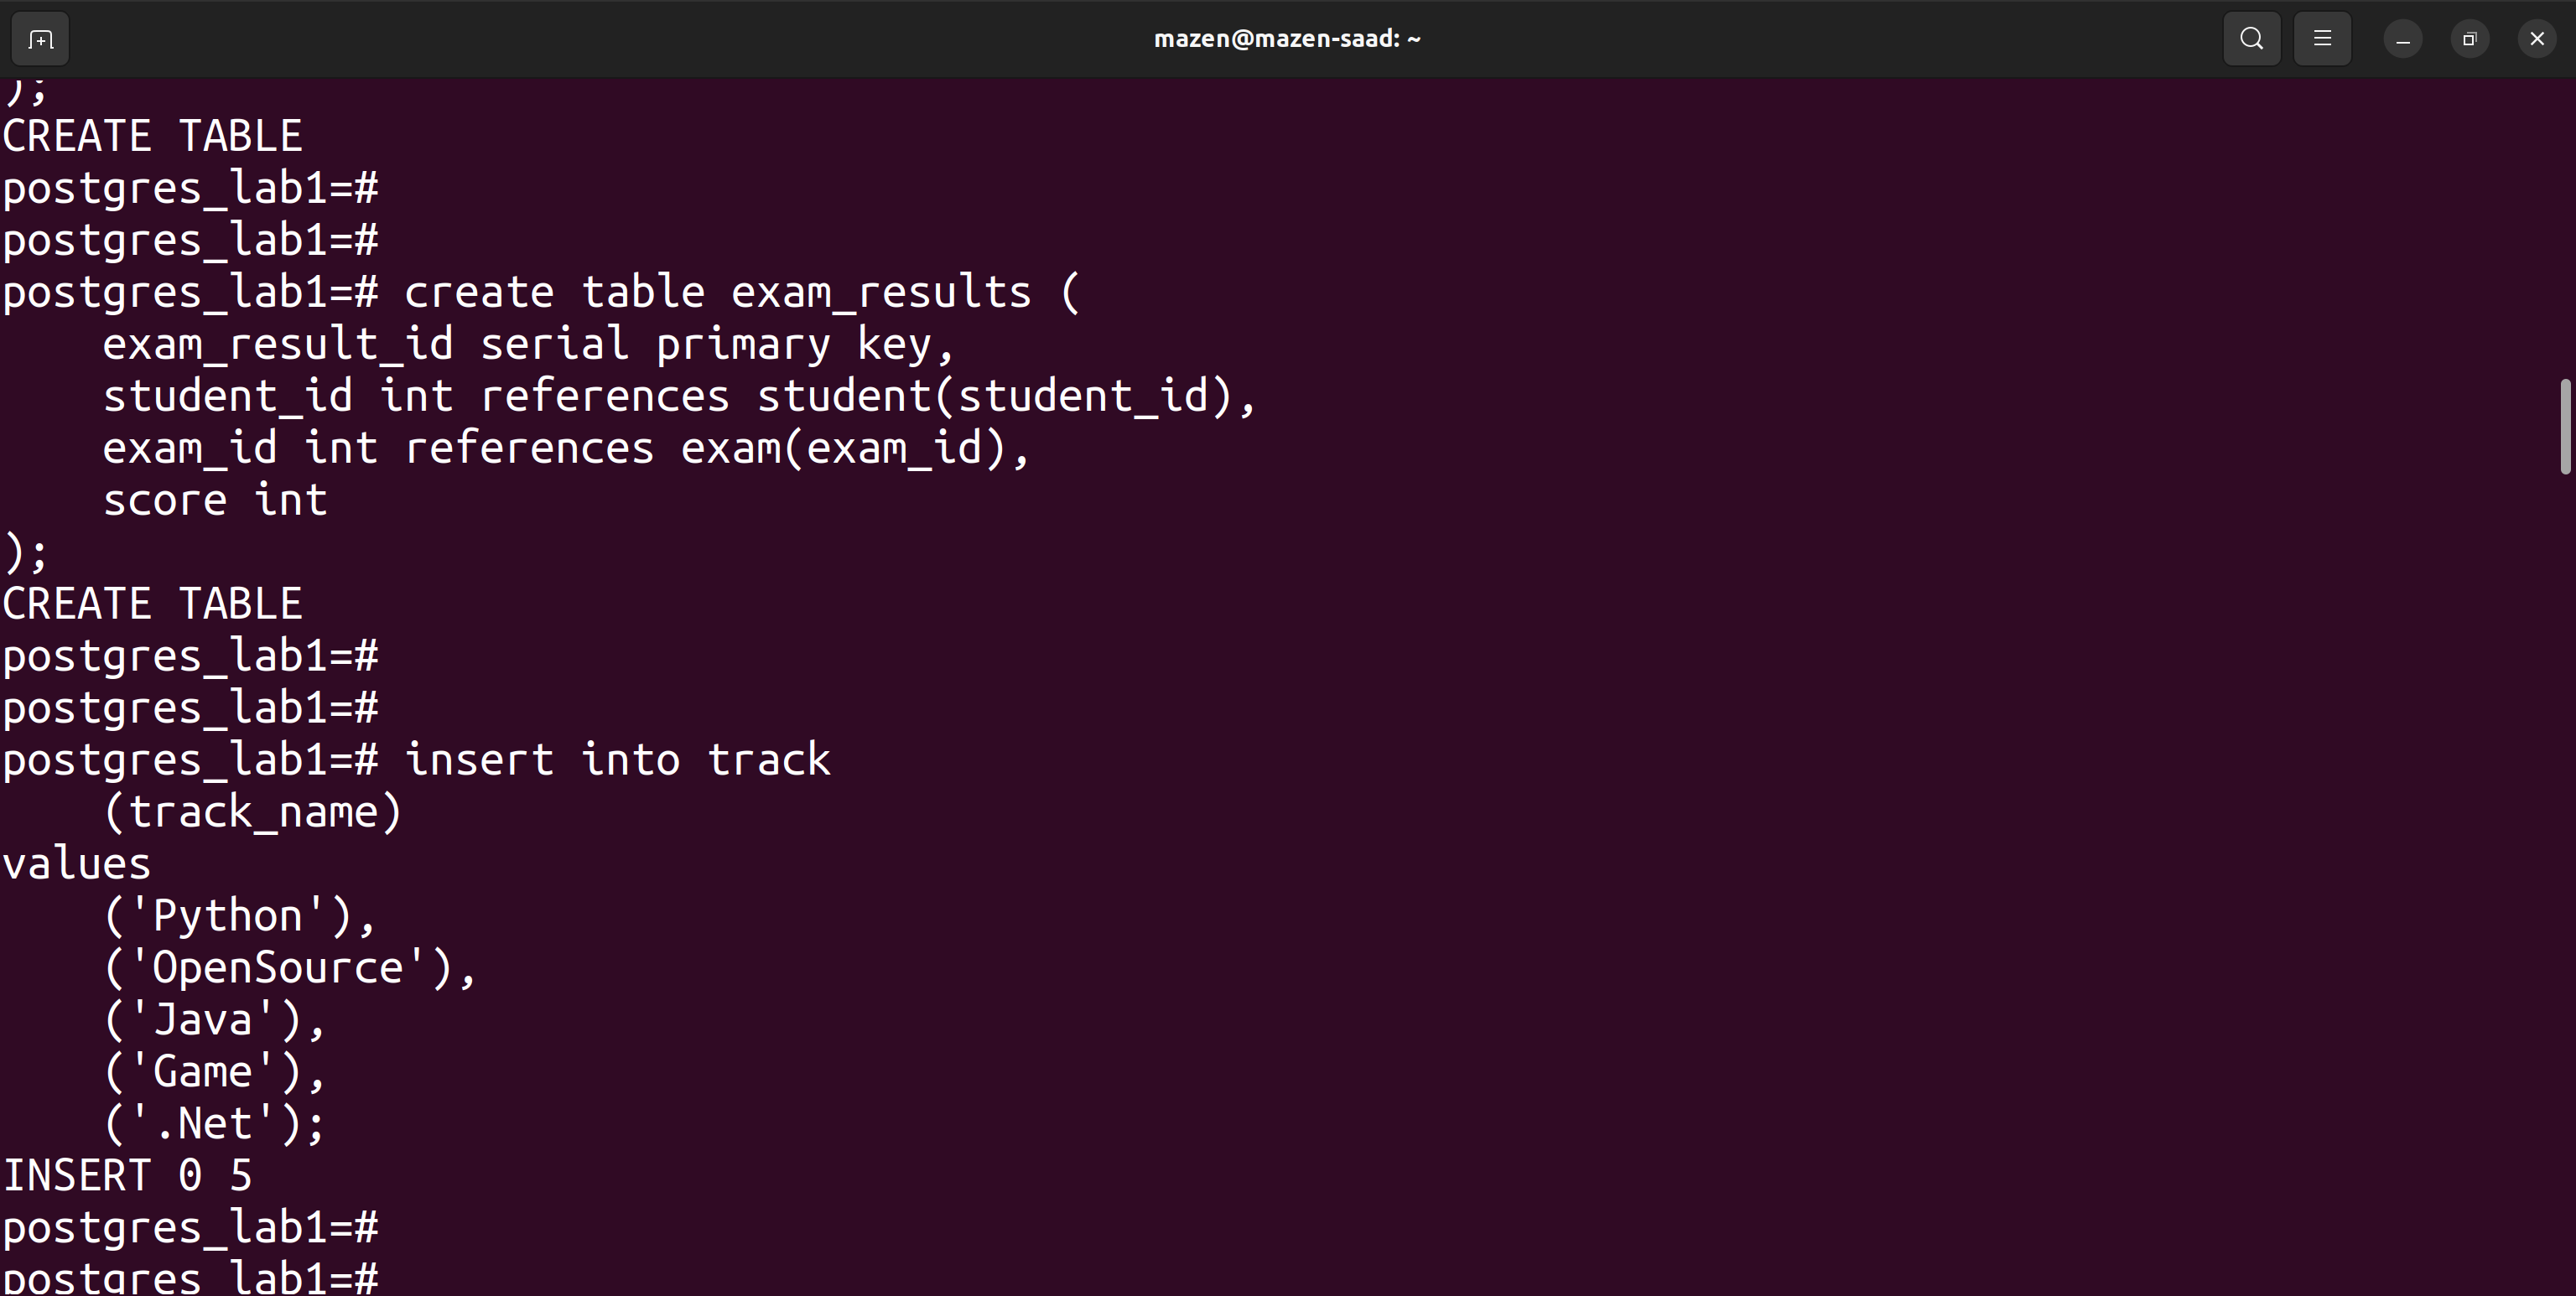 mazen@mazen-saad: ~
);
CREATE TABLE
postgres_lab1=#
postgres_lab1=#
postgres_lab1=# create table exam_results (
    exam_result_id serial primary key,
    student_id int references student(student_id),
    exam_id int references exam(exam_id),
    score int
);
CREATE TABLE
postgres_lab1=#
postgres_lab1=#
postgres_lab1=# insert into track
    (track_name)
values
    ('Python'),
    ('OpenSource'),
    ('Java'),
    ('Game'),
    ('.Net');
INSERT 0 5
postgres_lab1=#
postgres_lab1=#